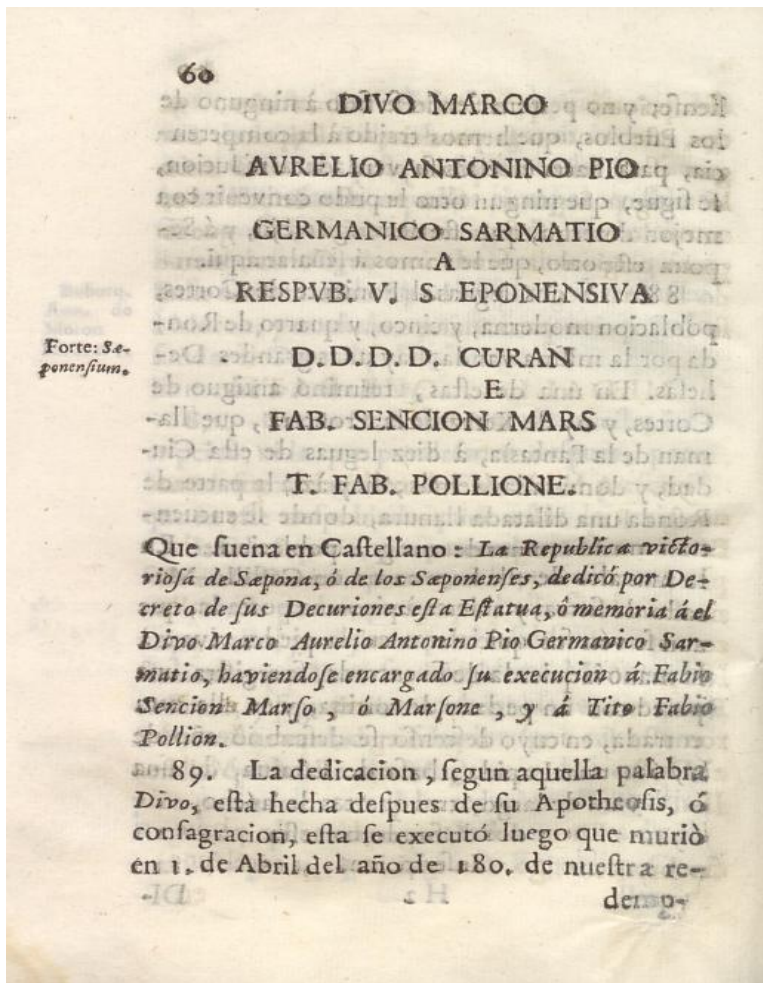 60
DIVO MARCO
AVRELIO ANTONINO PIO
GERMANICO SARMATIO
A
RESPVB. V. S EPONENSIVA
Forte: Sæ-
ponensium.
D. D. D. D. CURAN
E
FAB. SENCION MARS
T. FAB. POLLIONE.
Que suena en Castellano: La Republica victo-
riosa de Sæpona, ó de los Sæponenses, dedicó por De-
creto de sus Decuriones esta Estatua, ô memoria á el
Divo Marco Aurelio Antonino Pio Germanico Sar-
matio, haviendose encargado su execucion á Fabio
Sencion Marso, ó Marsone, y á Tito Fabio
Pollion.
89. La dedicacion, segun aquella palabra
Divo, està hecha despues de su Apotheosis, ó
consagracion, esta se executó luego que muriò
en 1. de Abril del año de 180. de nuestra re-
demp-